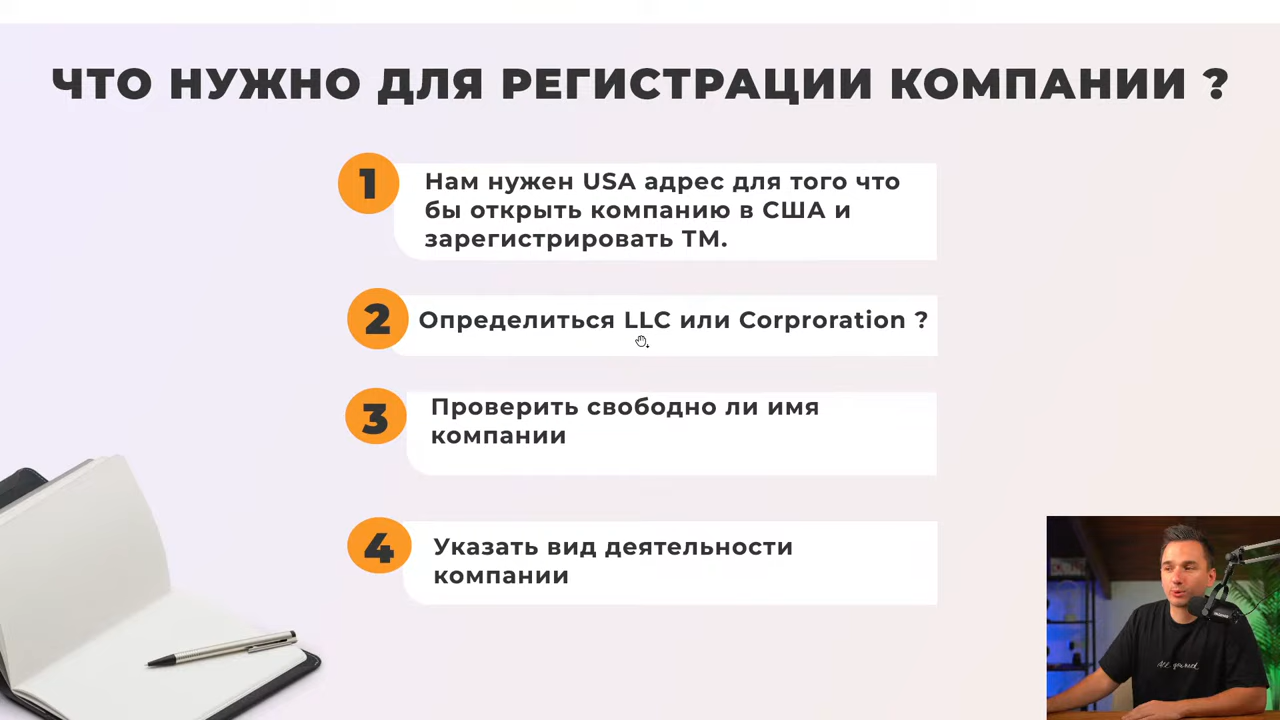 ЧТО НУЖНО ДЛЯ РЕГИСТРАЦИИ КОМПАНИИ ?
1
Нам нужен USA адрес для того что
бы открыть компанию в США и
зарегистрировать ТМ.
2
Определиться LLC или Corproration ?
3
Проверить свободно ли имя
компании
4
Указать вид деятельности
компании